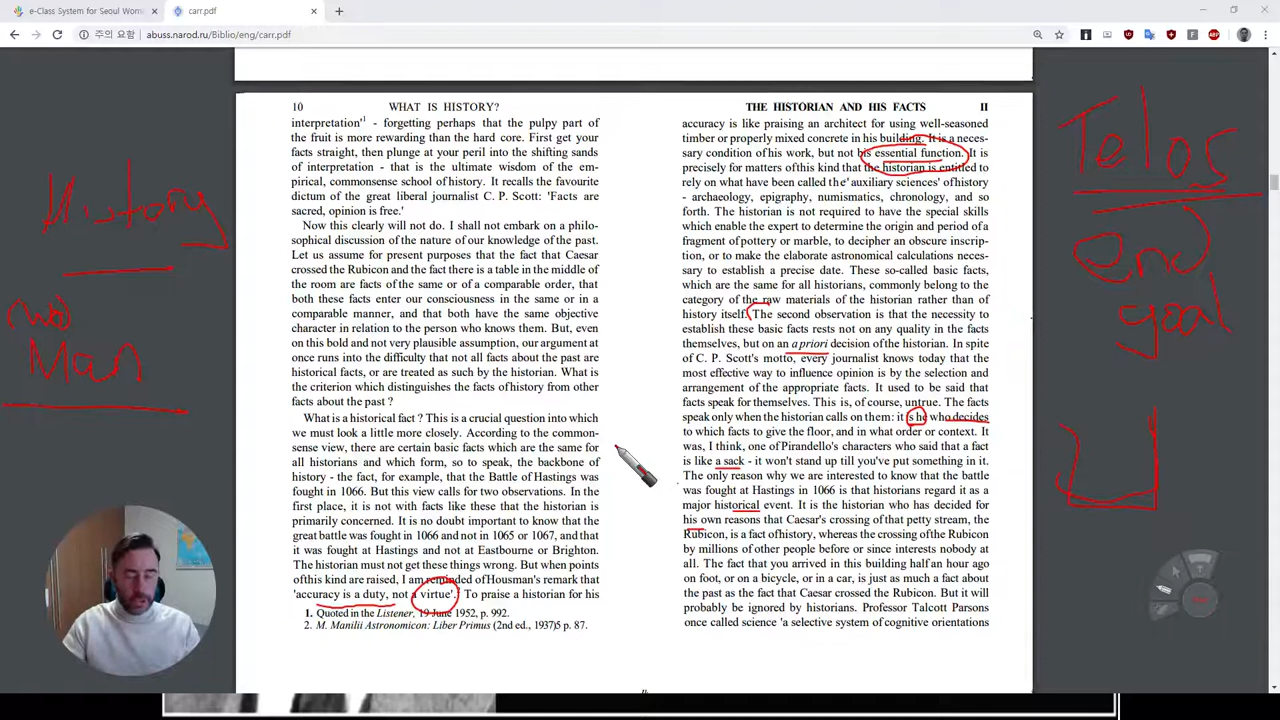 e-Class System for Seoul Wom
carr.pdf
주의 요함
abuss.narod.ru/Biblio/eng/carr.pdf
10 WHAT IS HISTORY?
interpretation'¹ - forgetting perhaps that the pulpy part of
the fruit is more rewarding than the hard core. First get your
facts straight, then plunge at your peril into the shifting sands
of interpretation - that is the ultimate wisdom of the em-
pirical, commonsense school of history. It recalls the favourite
dictum of the great liberal journalist C. P. Scott: 'Facts are
sacred, opinion is free.'
Now this clearly will not do. I shall not embark on a philo-
sophical discussion of the nature of our knowledge of the past.
Let us assume for present purposes that the fact that Caesar
crossed the Rubicon and the fact there is a table in the middle of
the room are facts of the same or of a comparable order, that
both these facts enter our consciousness in the same or in a
comparable manner, and that both have the same objective
character in relation to the person who knows them. But, even
on this bold and not very plausible assumption, our argument at
once runs into the difficulty that not all facts about the past are
historical facts, or are treated as such by the historian. What is
the criterion which distinguishes the facts of history from other
facts about the past ?
What is a historical fact ? This is a crucial question into which
we must look a little more closely. According to the common-
sense view, there are certain basic facts which are the same for
all historians and which form, so to speak, the backbone of
history - the fact, for example, that the Battle of Hastings was
fought in 1066. But this view calls for two observations. In the
first place, it is not with facts like these that the historian is
primarily concerned. It is no doubt important to know that the
great battle was fought in 1066 and not in 1065 or 1067, and that
it was fought at Hastings and not at Eastbourne or Brighton.
The historian must not get these things wrong. But when points
of this kind are raised, I am reminded of Housman's remark that
'accuracy is a duty, not a virtue'.² To praise a historian for his
1. Quoted in the Listener, 19 June 1952, p. 992.
2. M. Manilii Astronomicon: Liber Primus (2nd ed., 1937)5 p. 87.
THE HISTORIAN AND HIS FACTS II
accuracy is like praising an architect for using well-seasoned
timber or properly mixed concrete in his building. It is a neces-
sary condition of his work, but not his essential function. It is
precisely for matters of this kind that the historian is entitled to
rely on what have been called the' auxiliary sciences' of history
- archaeology, epigraphy, numismatics, chronology, and so
forth. The historian is not required to have the special skills
which enable the expert to determine the origin and period of a
fragment of pottery or marble, to decipher an obscure inscrip-
tion, or to make the elaborate astronomical calculations neces-
sary to establish a precise date. These so-called basic facts,
which are the same for all historians, commonly belong to the
category of the raw materials of the historian rather than of
history itself. The second observation is that the necessity to
establish these basic facts rests not on any quality in the facts
themselves, but on an a priori decision of the historian. In spite
of C. P. Scott's motto, every journalist knows today that the
most effective way to influence opinion is by the selection and
arrangement of the appropriate facts. It used to be said that
facts speak for themselves. This is, of course, untrue. The facts
speak only when the historian calls on them: it is he who decides
to which facts to give the floor, and in what order or context. It
was, I think, one of Pirandello's characters who said that a fact
is like a sack - it won't stand up till you've put something in it.
The only reason why we are interested to know that the battle
was fought at Hastings in 1066 is that historians regard it as a
major historical event. It is the historian who has decided for
his own reasons that Caesar's crossing of that petty stream, the
Rubicon, is a fact of history, whereas the crossing of the Rubicon
by millions of other people before or since interests nobody at
all. The fact that you arrived in this building half an hour ago
on foot, or on a bicycle, or in a car, is just as much a fact about
the past as the fact that Caesar crossed the Rubicon. But it will
probably be ignored by historians. Professor Talcott Parsons
once called science 'a selective system of cognitive orientations
History
Man
Telos
end
goal